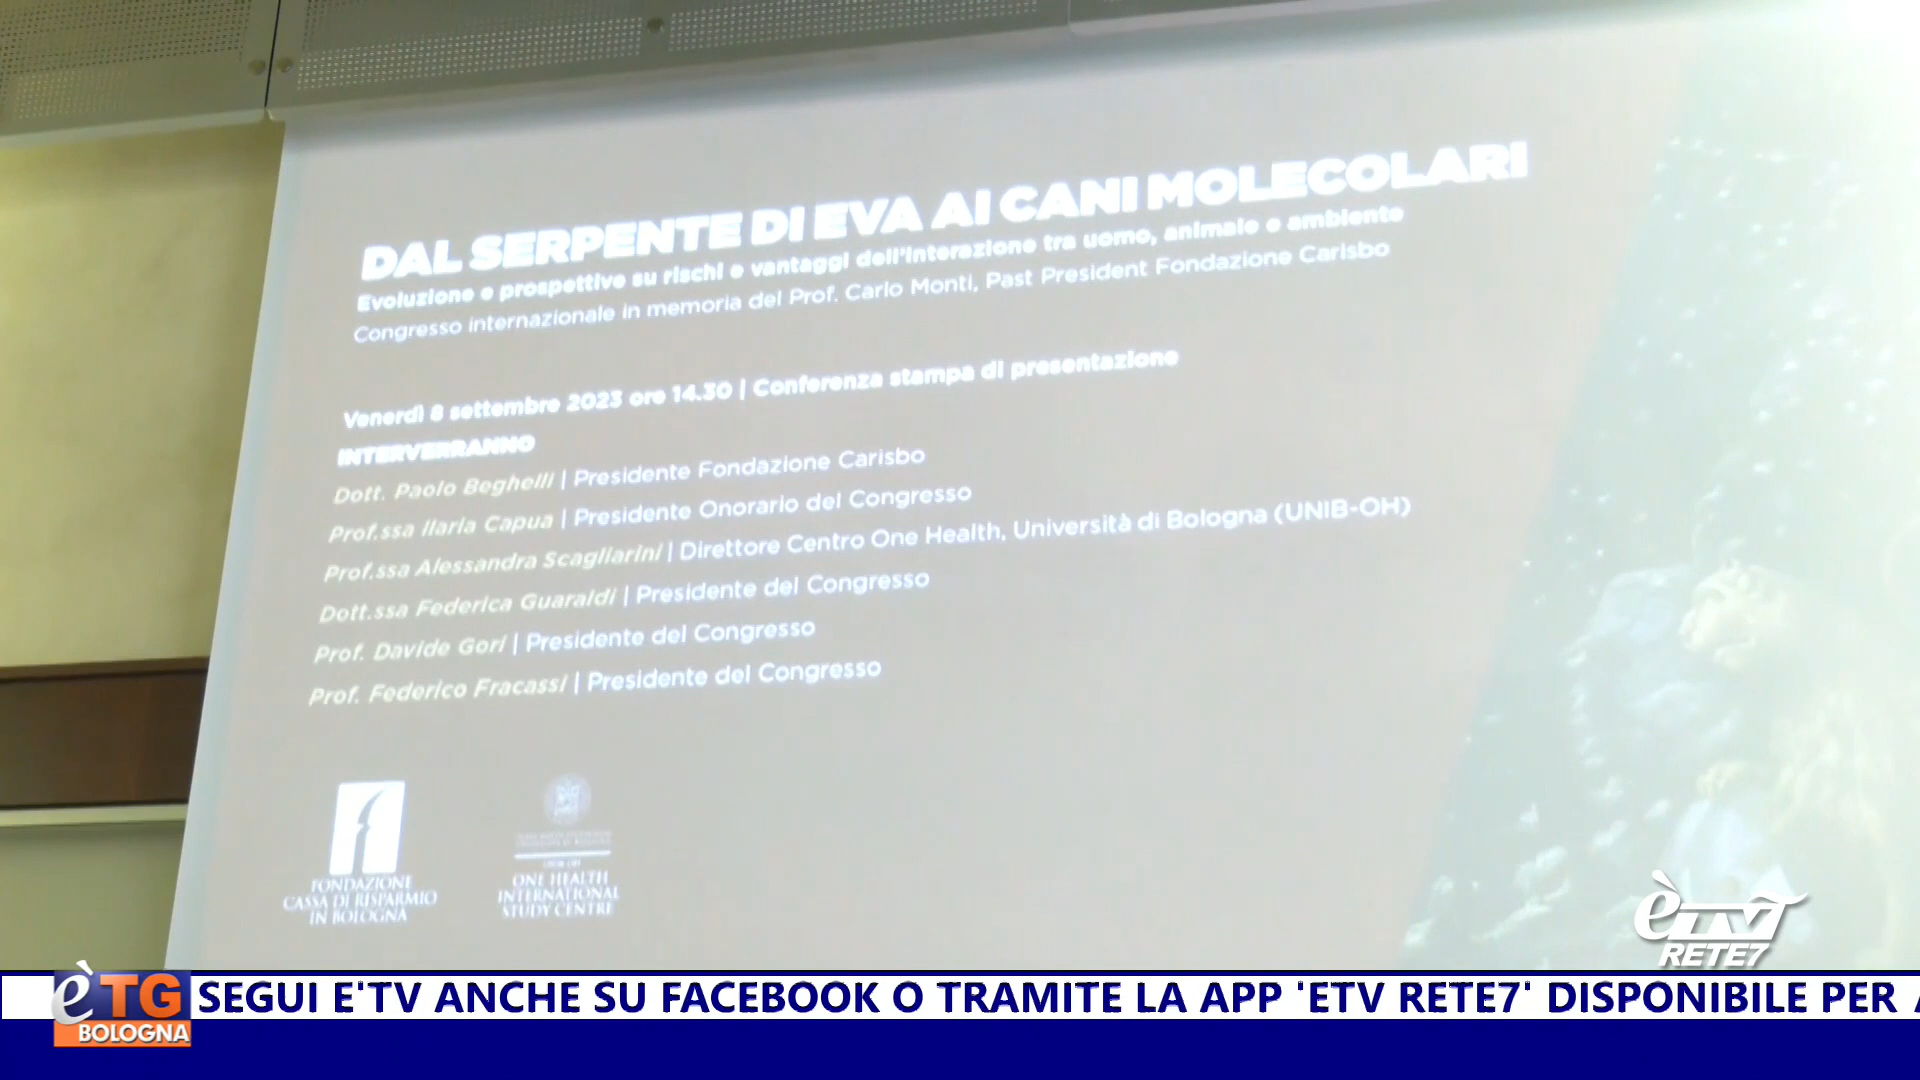 DAL SERPENTE DI EVA AI CANI MOLECOLARI
Evoluzione e prospettive su rischi e vantaggi dell'interazione tra uomo, animale e ambiente
Congresso internazionale in memoria del Prof. Carlo Monti, Past President Fondazione Carisbo
Venerdì 8 settembre 2023 ore 14.30 | Conferenza stampa di presentazione
INTERVERRANNO
Dott. Paolo Beghelli | Presidente Fondazione Carisbo
Prof.ssa Ilaria Capua | Presidente Onorario del Congresso
Prof.ssa Alessandra Scagliarini | Direttore Centro One Health, Università di Bologna (UNIB-OH)
Dott.ssa Federica Guaraldi | Presidente del Congresso
Prof. Davide Gori | Presidente del Congresso
Prof. Federico Fracassi | Presidente del Congresso
FONDAZIONE
CASSA DI RISPARMIO
IN BOLOGNA
ONE HEALTH
INTERNATIONAL
STUDY CENTRE
èTV
RETE7
èTG
BOLOGNA
SEGUI E'TV ANCHE SU FACEBOOK O TRAMITE LA APP 'ETV RETE7' DISPONIBILE PER